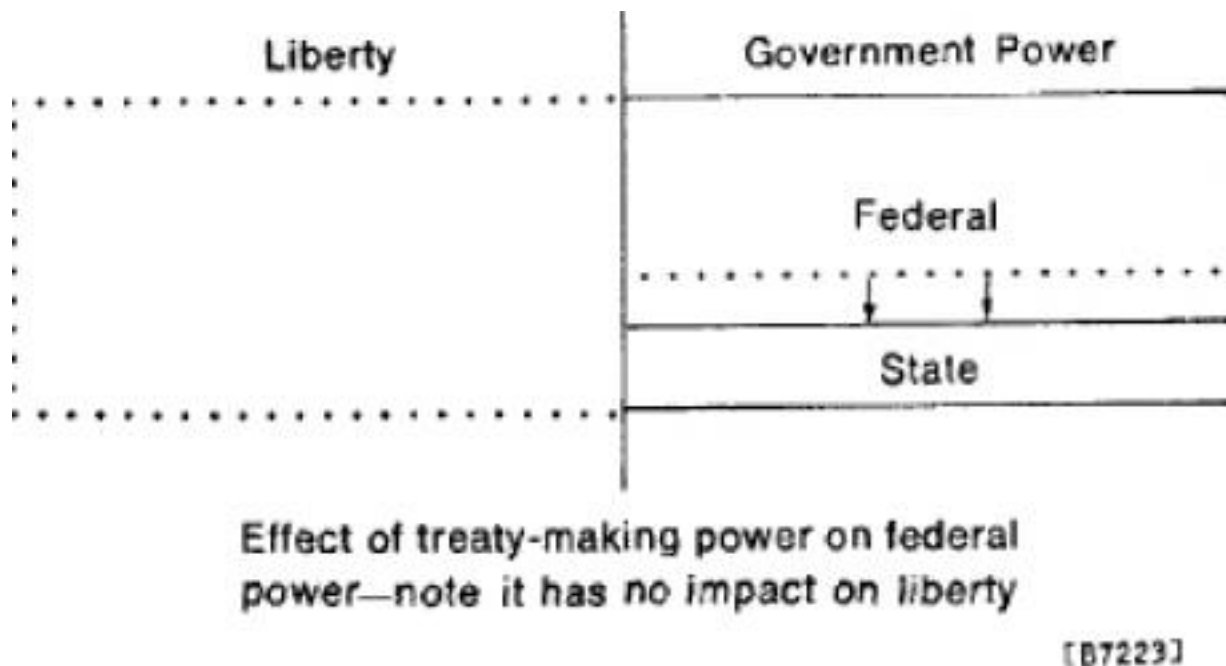 Liberty
Government Power
Federal
State
Effect of treaty-making power on federal
power—note it has no impact on liberty
[B7223]